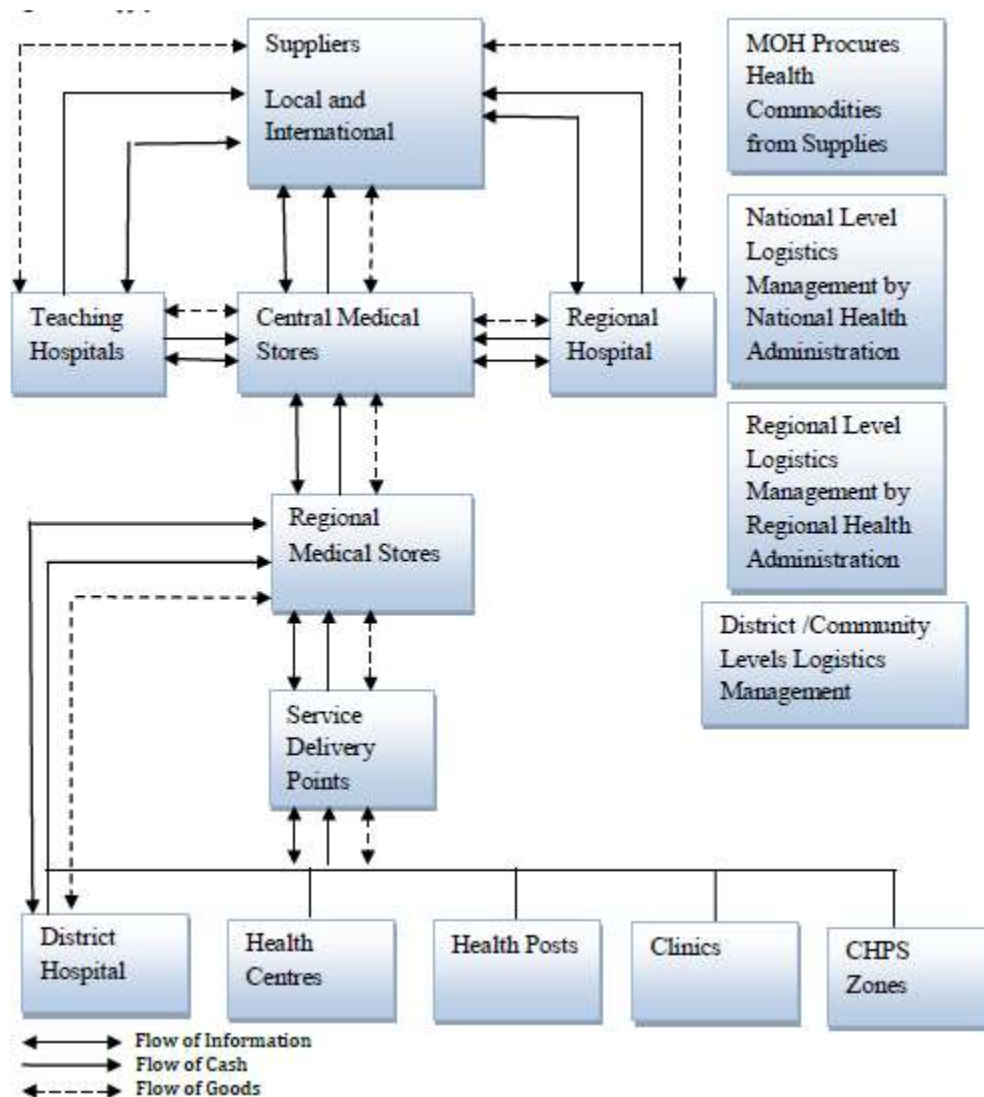 Suppliers
Local and
International
MOH Procures
Health
Commodities
from Supplies
National Level
Logistics
Management by
National Health
Administration
Teaching
Hospitals
Central Medical
Stores
Regional
Hospital
Regional Level
Logistics
Management by
Regional Health
Administration
Regional
Medical Stores
District /Community
Levels Logistics
Management
Service
Delivery
Points
District
Hospital
Health
Centres
Health Posts
Clinics
CHPS
Zones
Flow of Information
Flow of Cash
Flow of Goods